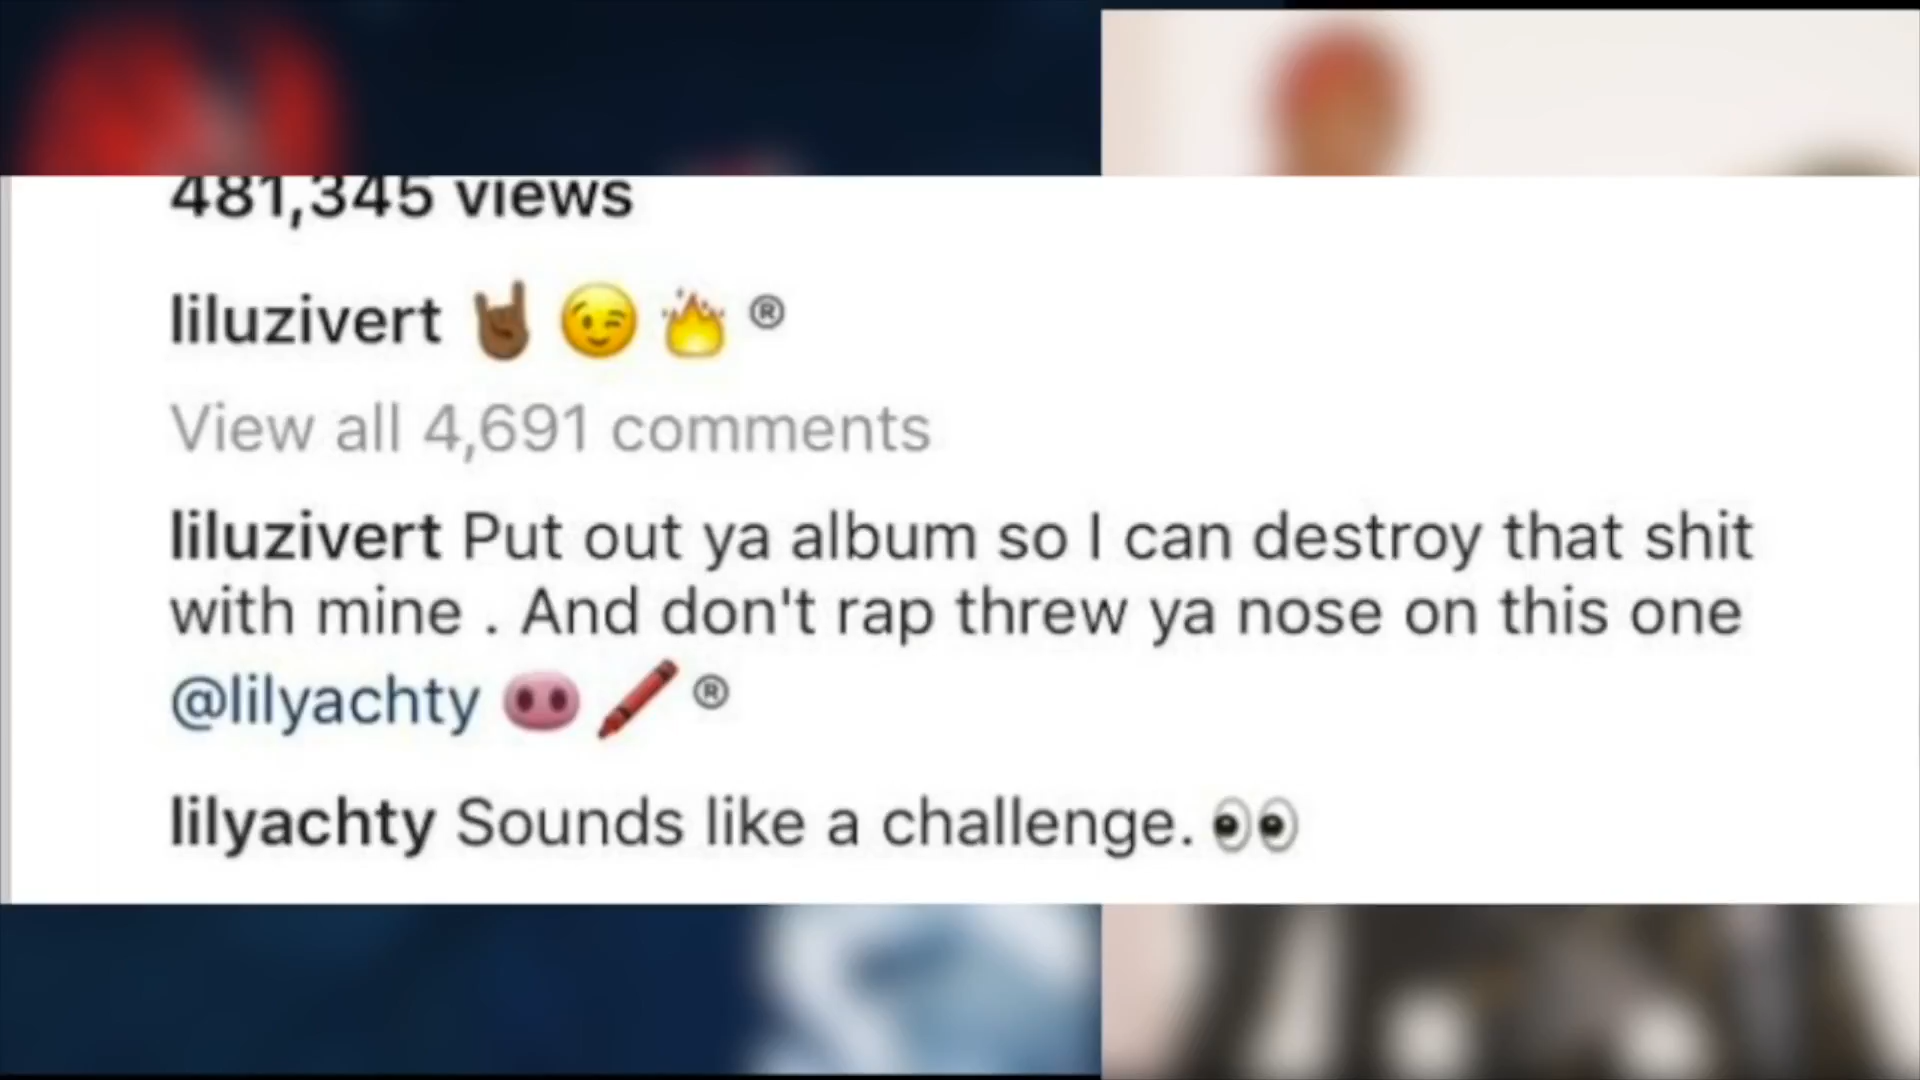 481,345 views
liluzivert 🤘🏾 😉 🔥 ®
View all 4,691 comments
liluzivert Put out ya album so I can destroy that shit
with mine . And don't rap threw ya nose on this one
@lilyachty 🐽 🖍 ®
lilyachty Sounds like a challenge. 👀